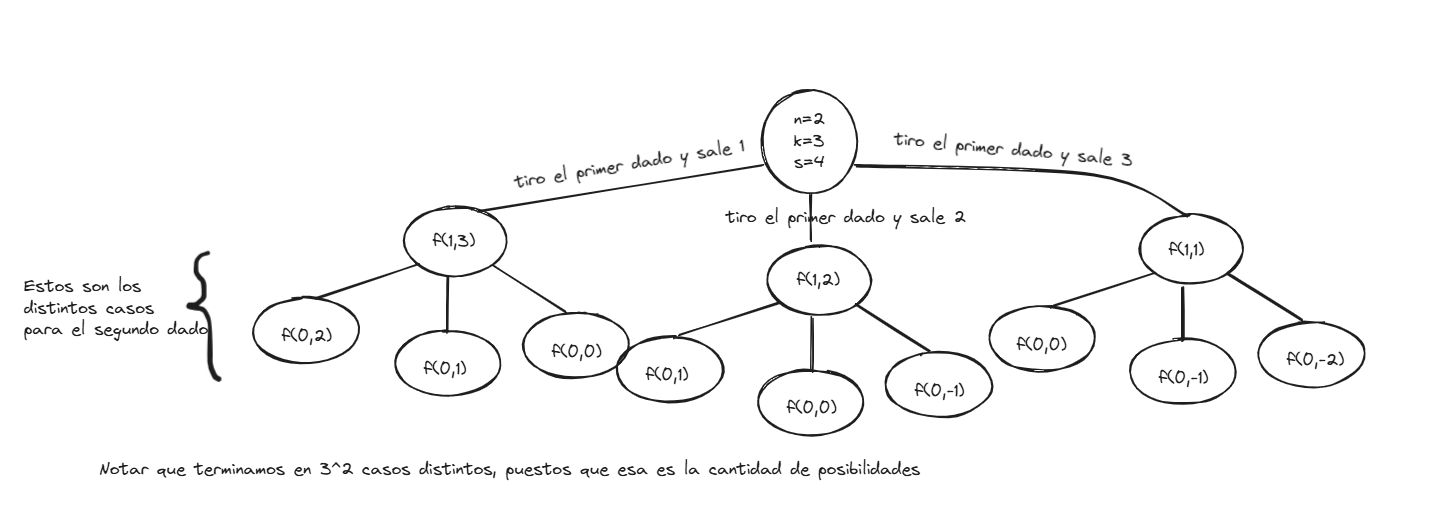 n=2
k=3
s=4
tiro el primer dado y sale 1
tiro el primer dado y sale 3
tiro el primer dado y sale 2
f(1,3)
f(1,2)
f(1,1)
Estos son los
distintos casos
para el segundo dado
f(0,2)
f(0,1)
f(0,0)
f(0,1)
f(0,0)
f(0,-1)
f(0,0)
f(0,-1)
f(0,-2)
Notar que terminamos en 3^2 casos distintos, puestos que esa es la cantidad de posibilidades